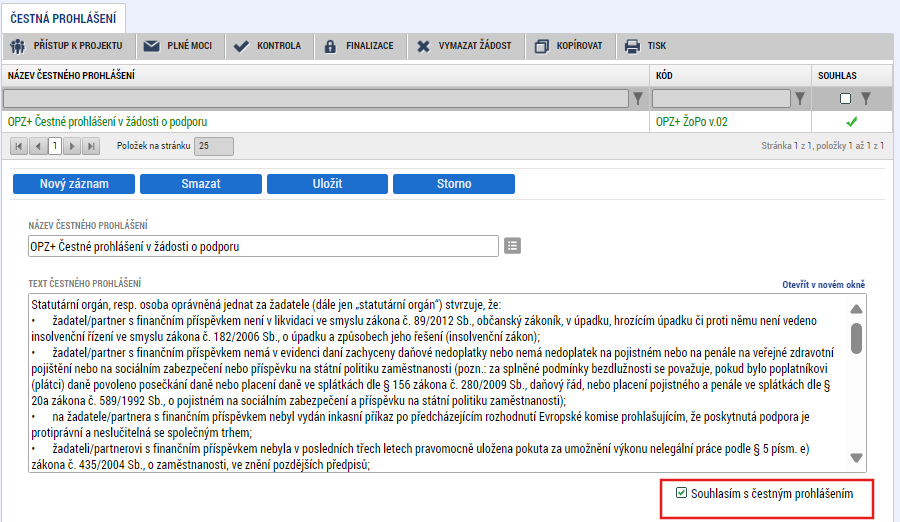 ČESTNÁ PROHLÁŠENÍ
PŘÍSTUP K PROJEKTU PLNÉ MOCI KONTROLA FINALIZACE VYMAZAT ŽÁDOST KOPÍROVAT TISK
NÁZEV ČESTNÉHO PROHLÁŠENÍ KÓD SOUHLAS
OPZ+ Čestné prohlášení v žádosti o podporu OPZ+ ŽoPo v.02
1 Položek na stránku 25 Stránka 1 z 1, položky 1 až 1 z 1
Nový záznam Smazat Uložit Storno
NÁZEV ČESTNÉHO PROHLÁŠENÍ
OPZ+ Čestné prohlášení v žádosti o podporu
TEXT ČESTNÉHO PROHLÁŠENÍ Otevřít v novém okně
Statutární orgán, resp. osoba oprávněná jednat za žadatele (dále jen „statutární orgán“) stvrzuje, že:
• žadatel/partner s finančním příspěvkem není v likvidaci ve smyslu zákona č. 89/2012 Sb., občanský zákoník, v úpadku, hrozícím úpadku či proti němu není vedeno
insolvenční řízení ve smyslu zákona č. 182/2006 Sb., o úpadku a způsobech jeho řešení (insolvenční zákon);
• žadatel/partner s finančním příspěvkem nemá v evidenci daní zachyceny daňové nedoplatky nebo nemá nedoplatek na pojistném nebo na penále na veřejné zdravotní
pojištění nebo na sociálním zabezpečení nebo příspěvku na státní politiku zaměstnanosti (pozn.: za splněné podmínky bezdlužnosti se považuje, pokud bylo poplatníkovi
(plátci) daně povoleno posečkání daně nebo placení daně ve splátkách dle § 156 zákona č. 280/2009 Sb., daňový řád, nebo placení pojistného a penále ve splátkách dle §
20a zákona č. 589/1992 Sb., o pojistném na sociálním zabezpečení a příspěvku na státní politiku zaměstnanosti);
• na žadatele/partnera s finančním příspěvkem nebyl vydán inkasní příkaz po předcházejícím rozhodnutí Evropské komise prohlašujícím, že poskytnutá podpora je
protiprávní a neslučitelná se společným trhem;
• žadateli/partnerovi s finančním příspěvkem nebyla v posledních třech letech pravomocně uložena pokuta za umožnění výkonu nelegální práce podle § 5 písm. e)
zákona č. 435/2004 Sb., o zaměstnanosti, ve znění pozdějších předpisů;
Souhlasím s čestným prohlášením